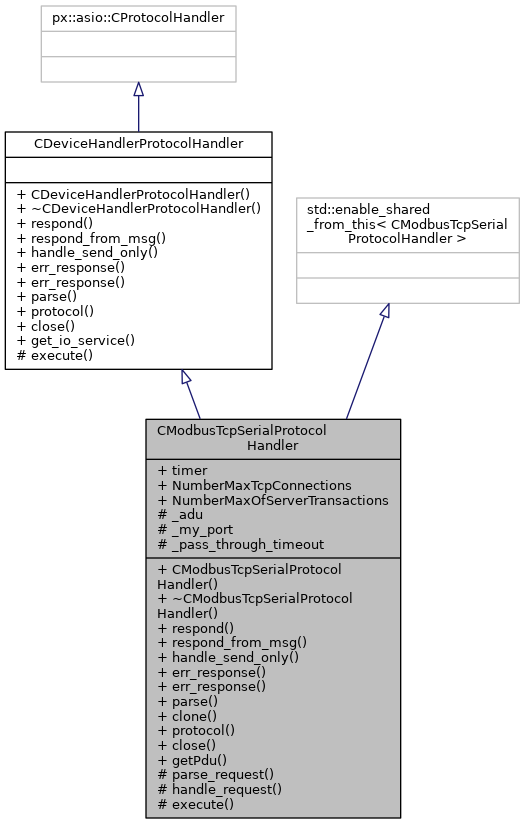 px::asio::CProtocolHandler
CDeviceHandlerProtocolHandler
+ CDeviceHandlerProtocolHandler()
+ ~CDeviceHandlerProtocolHandler()
+ respond()
+ respond_from_msg()
+ handle_send_only()
+ err_response()
+ err_response()
+ parse()
+ protocol()
+ close()
+ get_io_service()
# execute()
std::enable_shared
_from_this< CModbusTcpSerial
ProtocolHandler >
CModbusTcpSerialProtocol
Handler
+ timer
+ NumberMaxTcpConnections
+ NumberMaxOfServerTransactions
# _adu
# _my_port
# _pass_through_timeout
+ CModbusTcpSerialProtocol
Handler()
+ ~CModbusTcpSerialProtocol
Handler()
+ respond()
+ respond_from_msg()
+ handle_send_only()
+ err_response()
+ err_response()
+ parse()
+ clone()
+ protocol()
+ close()
+ getPdu()
# parse_request()
# handle_request()
# execute()